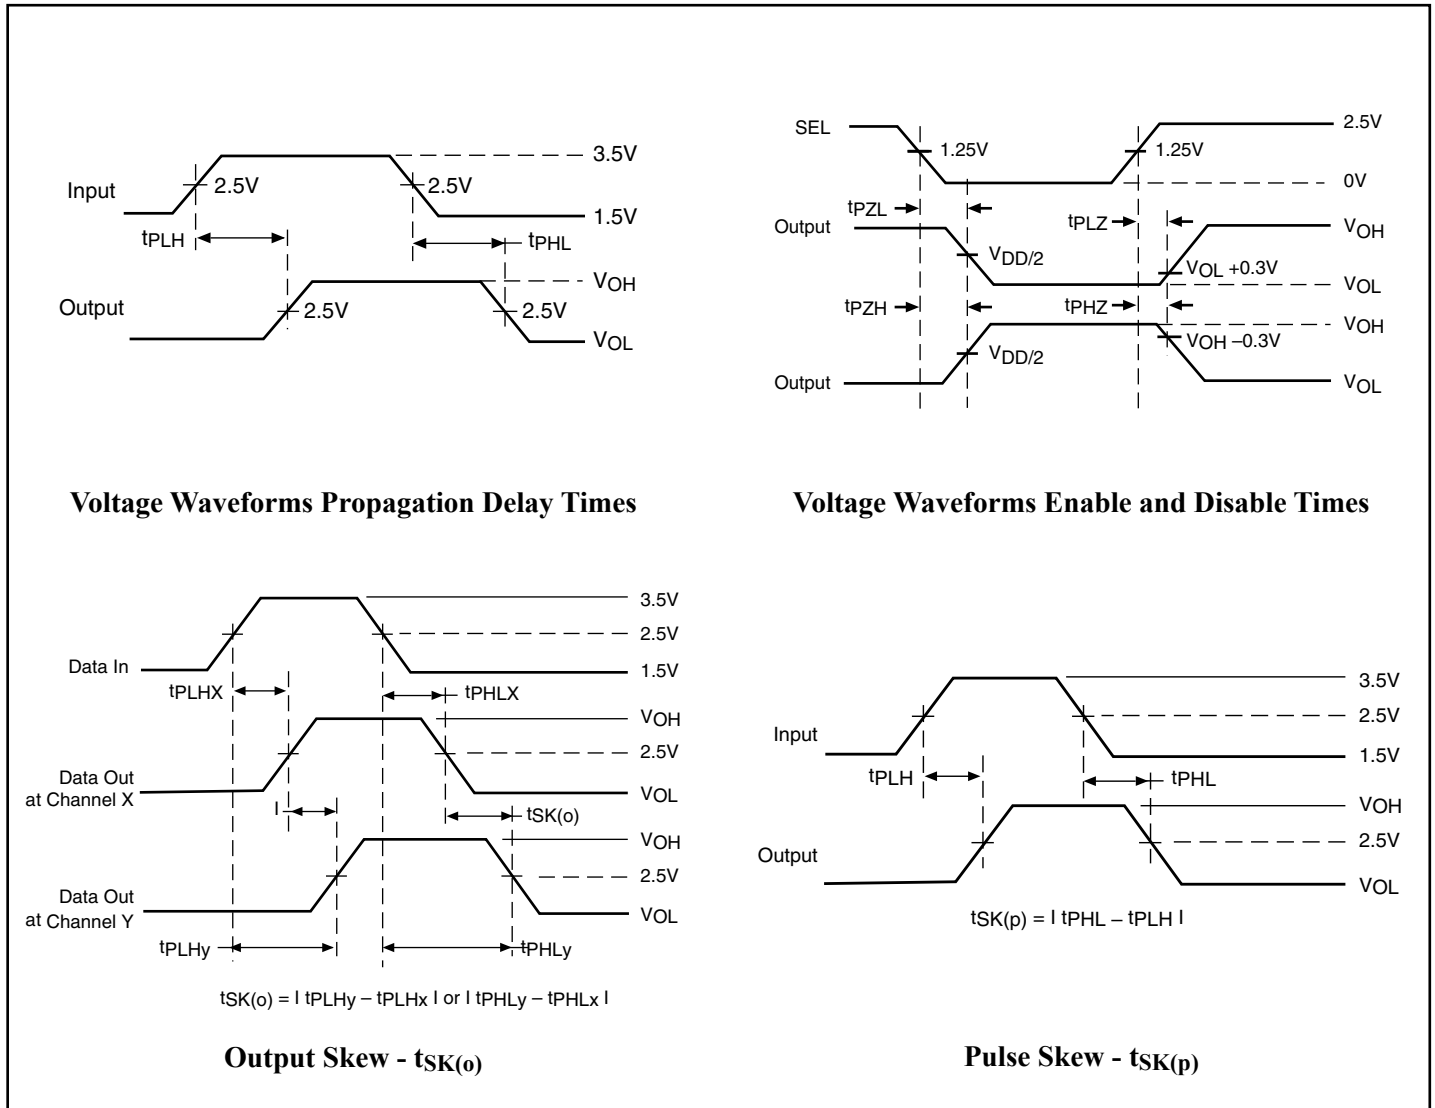 3.5V
2.5V
2.5V
Input
1.5V
tPLH
tPHL
VOH
Output
2.5V
2.5V
VOL
Voltage Waveforms Propagation Delay Times
SEL
2.5V
1.25V
1.25V
0V
tPZL
tPLZ
Output
VOH
VDD/2
VOL +0.3V
VOL
tPZH
tPHZ
VOH
VDD/2
VOH –0.3V
Output
VOL
Voltage Waveforms Enable and Disable Times
3.5V
2.5V
Data In
1.5V
tPLHX
tPHLX
VOH
2.5V
Data Out
at Channel X
VOL
I
tSK(o)
VOH
2.5V
Data Out
at Channel Y
VOL
tPLHy
tPHLy
tSK(o) = I tPLHy – tPLHx I or I tPHLy – tPHLx I
Output Skew - tSK(o)
3.5V
2.5V
Input
1.5V
tPLH
tPHL
VOH
2.5V
Output
VOL
tSK(p) = I tPHL – tPLH I
Pulse Skew - tSK(p)